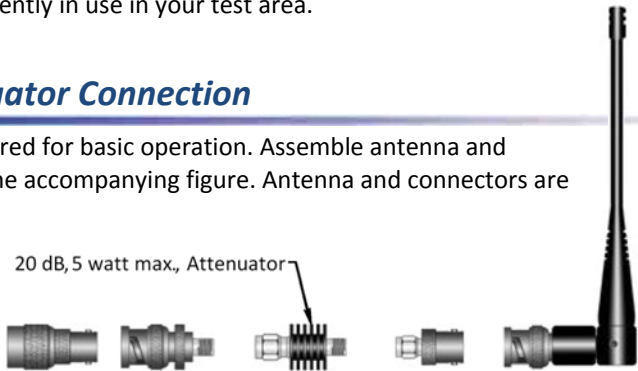 ently in use in your test area.
uator Connection
red for basic operation. Assemble antenna and
ne accompanying figure. Antenna and connectors are
20 dB, 5 watt max., Attenuator